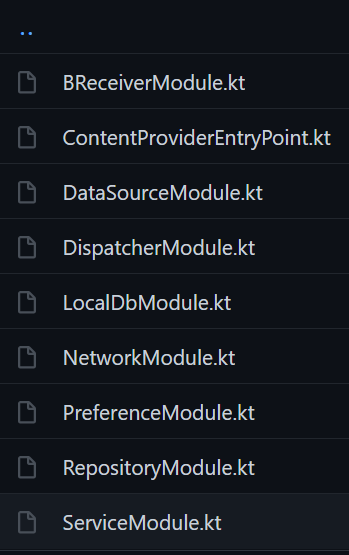 ..
BReceiverModule.kt
ContentProviderEntryPoint.kt
DataSourceModule.kt
DispatcherModule.kt
LocalDbModule.kt
NetworkModule.kt
PreferenceModule.kt
RepositoryModule.kt
ServiceModule.kt